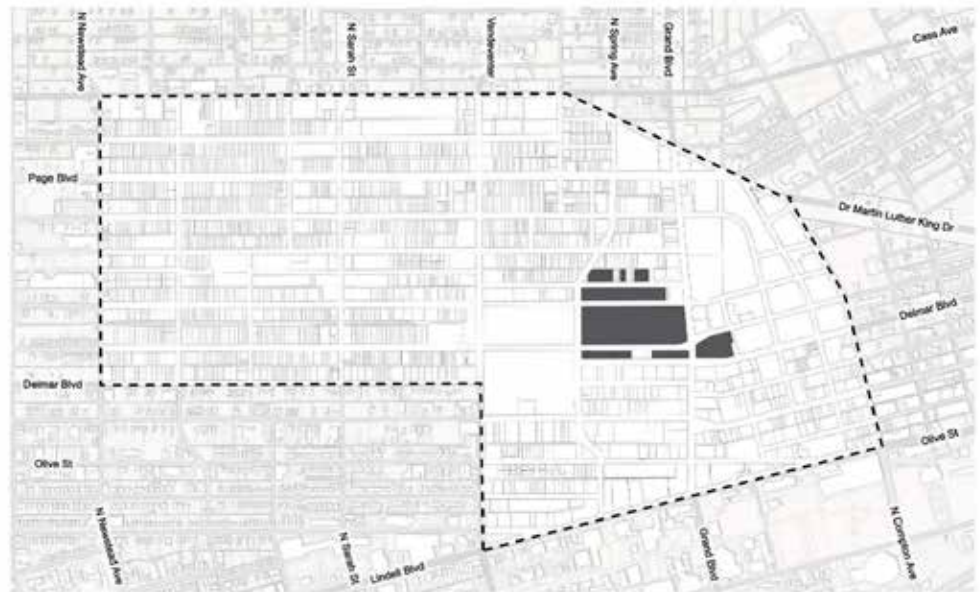 N Newstead Ave
N Sarah St
Vandeventer
N Spring Ave
Grand Blvd
Cass Ave
Page Blvd
Dr Martin Luther King Dr
Delmar Blvd
Delmar Blvd
Olive St
Olive St
N Newstead Ave
N Sarah St
Lindell Blvd
Grand Blvd
N Compton Ave